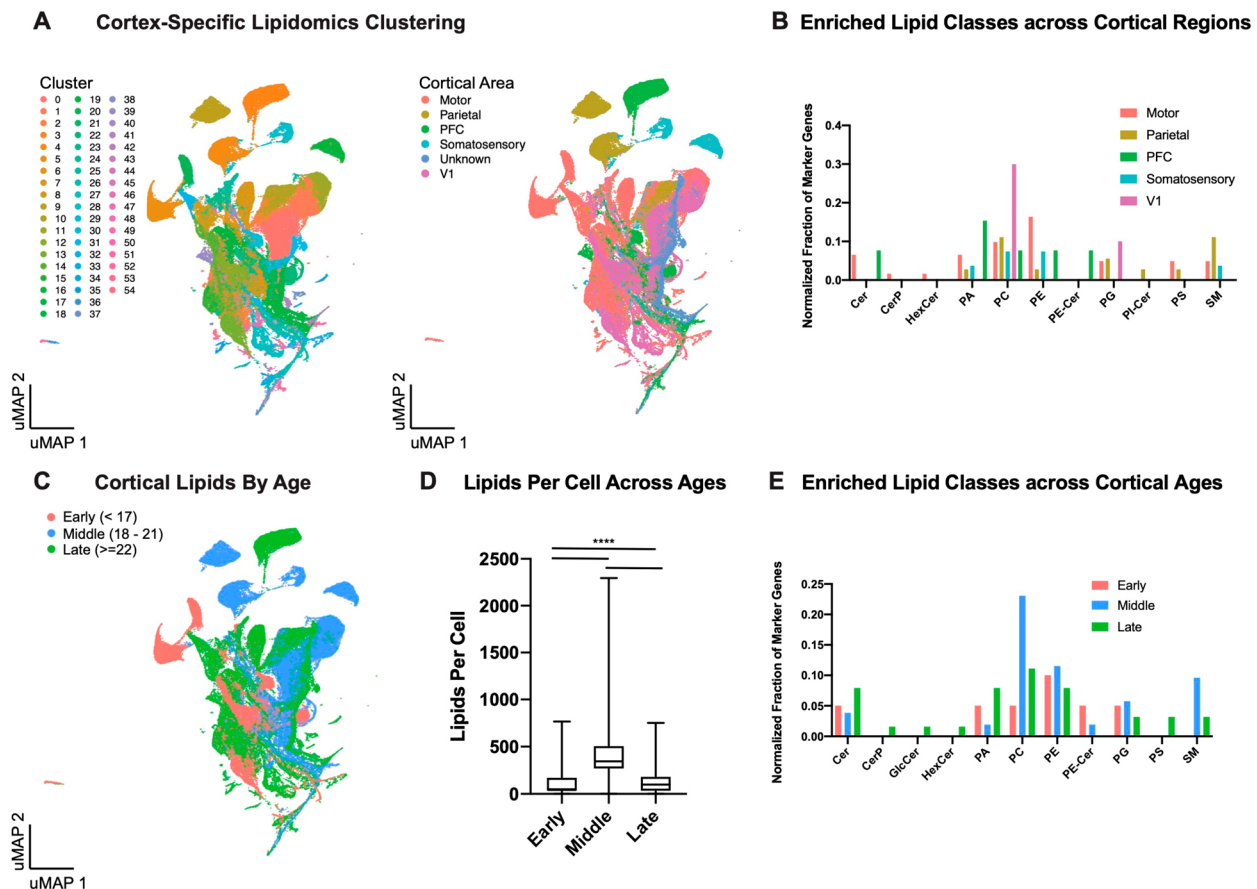 A Cortex-Specific Lipidomics Clustering
Cluster
0 19 38
1 20 39
2 21 40
3 22 41
4 23 42
5 24 43
6 25 44
7 26 45
8 27 46
9 28 47
10 29 48
11 30 49
12 31 50
13 32 51
14 33 52
15 34 53
16 35 54
17 36
18 37
uMAP 2
uMAP 1
Cortical Area
Motor
Parietal
PFC
Somatosensory
Unknown
V1
uMAP 2
uMAP 1
B Enriched Lipid Classes across Cortical Regions
Normalized Fraction of Marker Genes
0.4
0.3
0.2
0.1
0.0
Motor
Parietal
PFC
Somatosensory
V1
Cer CerP HexCer PA PC PE PE-Cer PG PI-Cer PS SM
C Cortical Lipids By Age
Early (< 17)
Middle (18 - 21)
Late (>=22)
uMAP 2
uMAP 1
D Lipids Per Cell Across Ages
Lipids Per Cell
****
2500
2000
1500
1000
500
0
Early Middle Late
E Enriched Lipid Classes across Cortical Ages
Normalized Fraction of Marker Genes
0.25
0.20
0.15
0.10
0.05
0.00
Early
Middle
Late
Cer CerP GlcCer HexCer PA PC PE PE-Cer PG PS SM